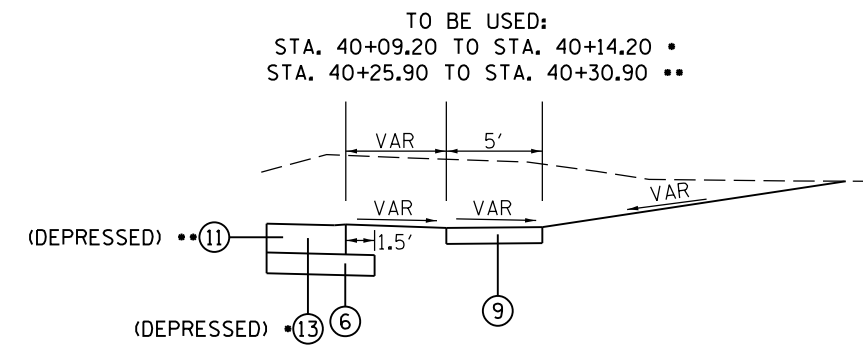 TO BE USED:
STA. 40+09.20 TO STA. 40+14.20 *
STA. 40+25.90 TO STA. 40+30.90 **
VAR 5'
VAR VAR VAR
(DEPRESSED) ** 11
1.5'
(DEPRESSED) * 13 6 9